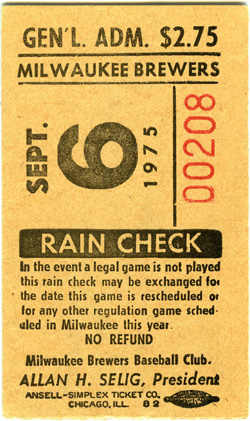 GEN'L. ADM. $2.75
MILWAUKEE BREWERS
SEPT. 6 1975
00208
RAIN CHECK
In the event a legal game is not played
this rain check may be exchanged for
the date this game is rescheduled or
for any other regulation game sched-
uled in Milwaukee this year.
NO REFUND
Milwaukee Brewers Baseball Club.
ALLAN H. SELIG, President
ANSELL-SIMPLEX TICKET CO.
CHICAGO, ILL. 82